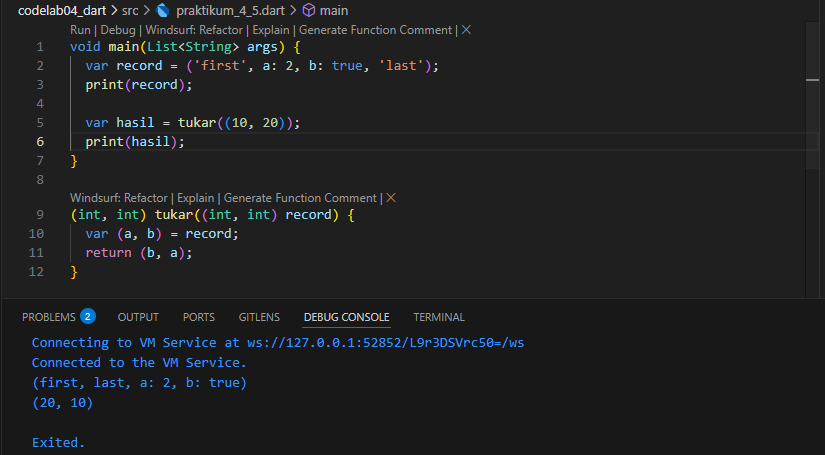 codelab04_dart > src > praktikum_4_5.dart > main
Run | Debug | Windsurf: Refactor | Explain | Generate Function Comment | ✕
1 void main(List<String> args) {
2 var record = ('first', a: 2, b: true, 'last');
3 print(record);
4
5 var hasil = tukar((10, 20));
6 print(hasil);
7 }
8
Windsurf: Refactor | Explain | Generate Function Comment | ✕
9 (int, int) tukar((int, int) record) {
10 var (a, b) = record;
11 return (b, a);
12 }
PROBLEMS 2 OUTPUT PORTS GITLENS DEBUG CONSOLE TERMINAL
Connecting to VM Service at ws://127.0.0.1:52852/L9r3DSVrc50=/ws
Connected to the VM Service.
(first, last, a: 2, b: true)
(20, 10)
Exited.